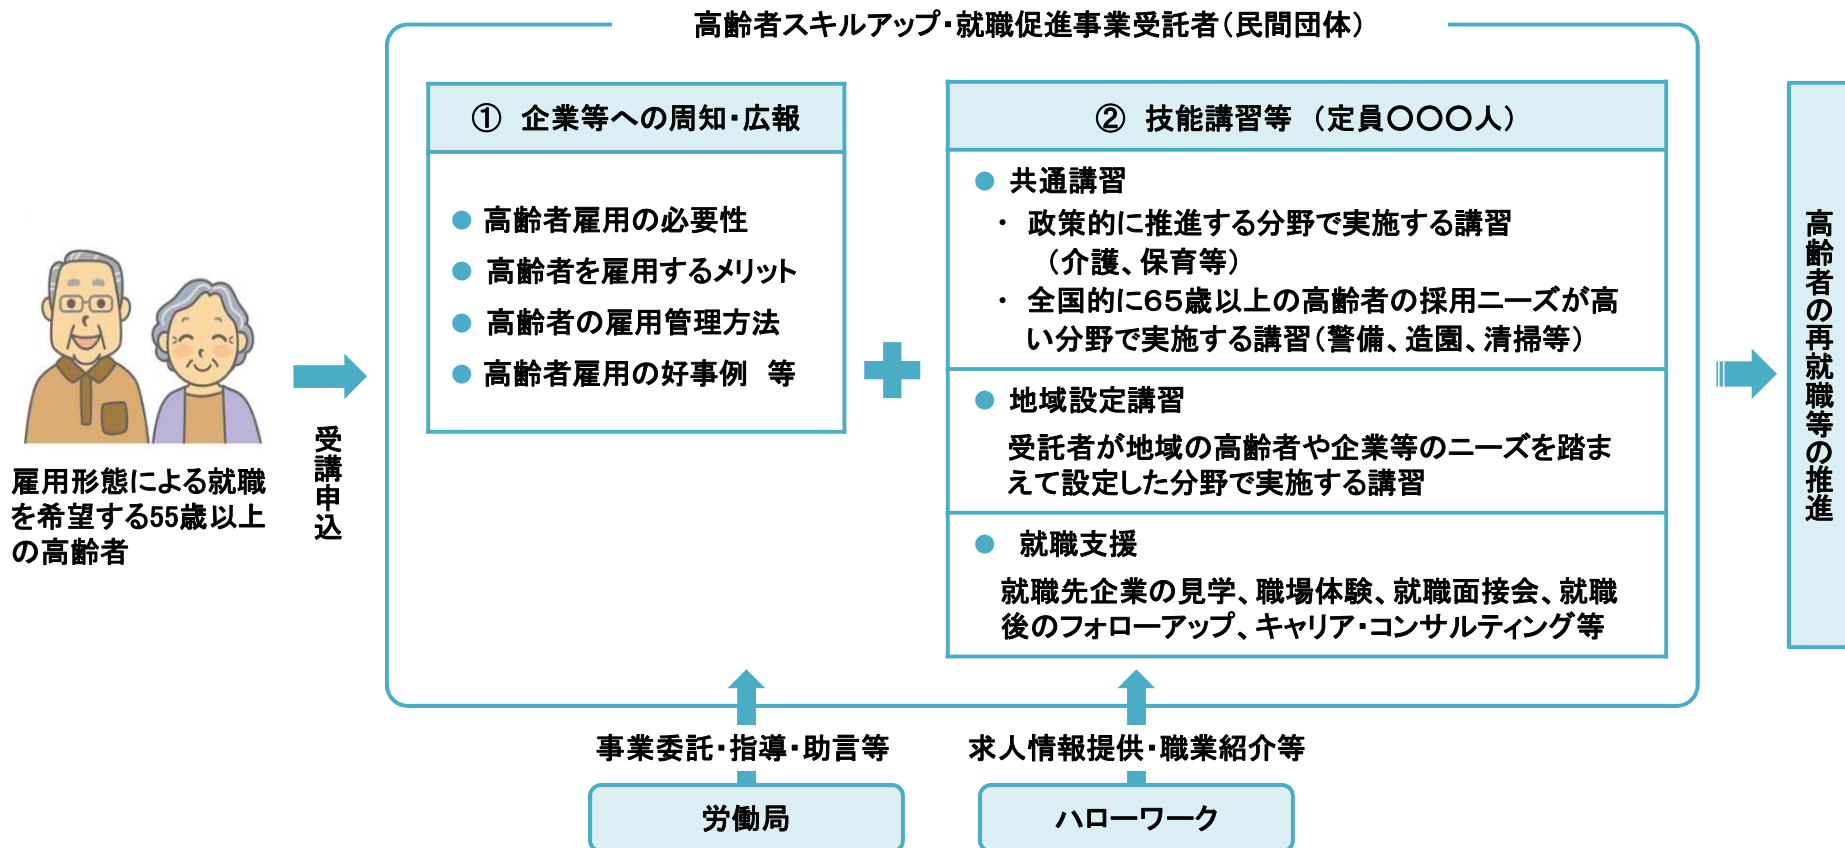 高齢者スキルアップ・就職促進事業受託者（民間団体）
雇用形態による就職
を希望する55歳以上
の高齢者
受講申込
① 企業等への周知・広報
● 高齢者雇用の必要性
● 高齢者を雇用するメリット
● 高齢者の雇用管理方法
● 高齢者雇用の好事例　等
② 技能講習等　（定員〇〇〇人）
● 共通講習
・ 政策的に推進する分野で実施する講習
（介護、保育等）
・ 全国的に６５歳以上の高齢者の採用ニーズが高
い分野で実施する講習（警備、造園、清掃等）
● 地域設定講習
受託者が地域の高齢者や企業等のニーズを踏ま
えて設定した分野で実施する講習
● 就職支援
就職先企業の見学、職場体験、就職面接会、就職
後のフォローアップ、キャリア・コンサルティング等
高齢者の再就職等の推進
事業委託・指導・助言等
労働局
求人情報提供・職業紹介等
ハローワーク